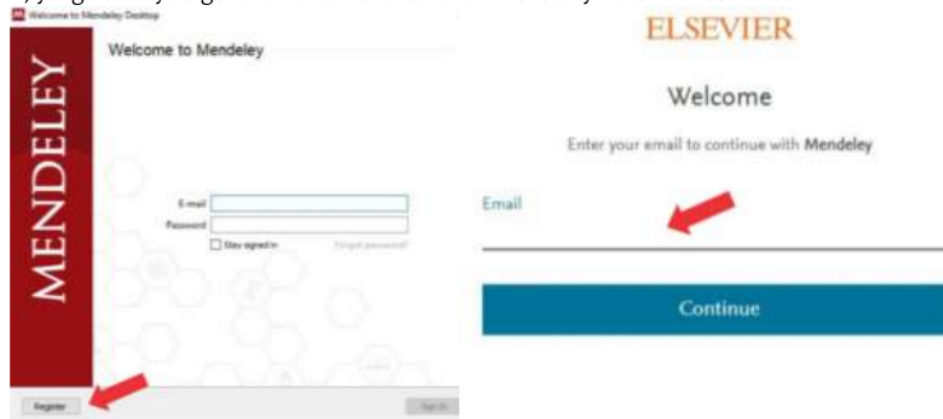 Welcome to Mendeley Desktop
MENDELEY
Welcome to Mendeley
E-mail
Password
Stay signed in
Forgot password?
Register
Sign In
ELSEVIER
Welcome
Enter your email to continue with Mendeley
Email
Continue